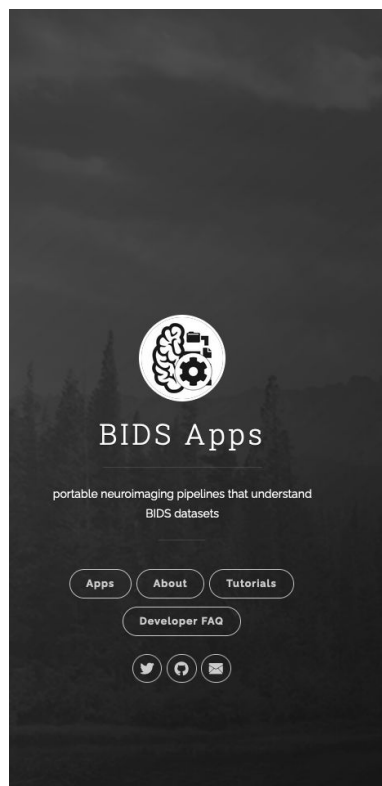 BIDS Apps
portable neuroimaging pipelines that understand
BIDS datasets
Apps
About
Tutorials
Developer FAQ